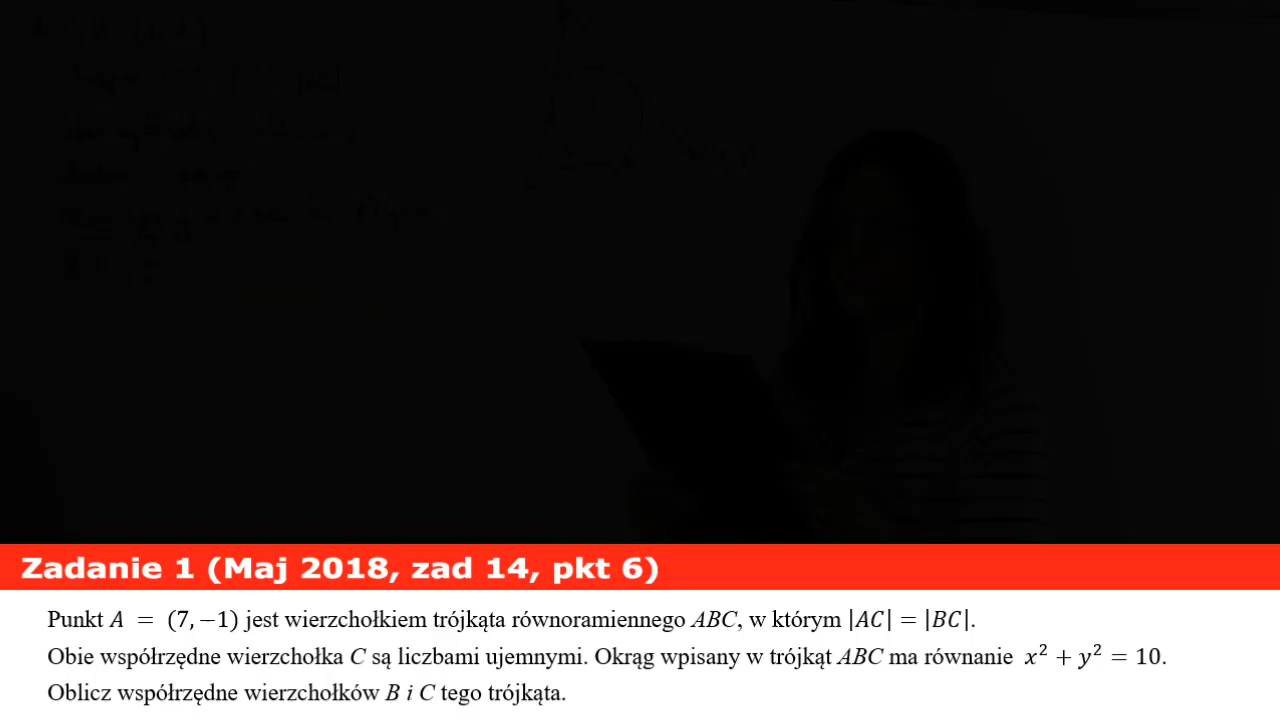 Zadanie 1 (Maj 2018, zad 14, pkt 6)
Punkt A = (7,−1) jest wierzchołkiem trójkąta równoramiennego ABC, w którym |AC| = |BC|.
Obie współrzędne wierzchołka C są liczbami ujemnymi. Okrąg wpisany w trójkąt ABC ma równanie x² + y² = 10.
Oblicz współrzędne wierzchołków B i C tego trójkąta.